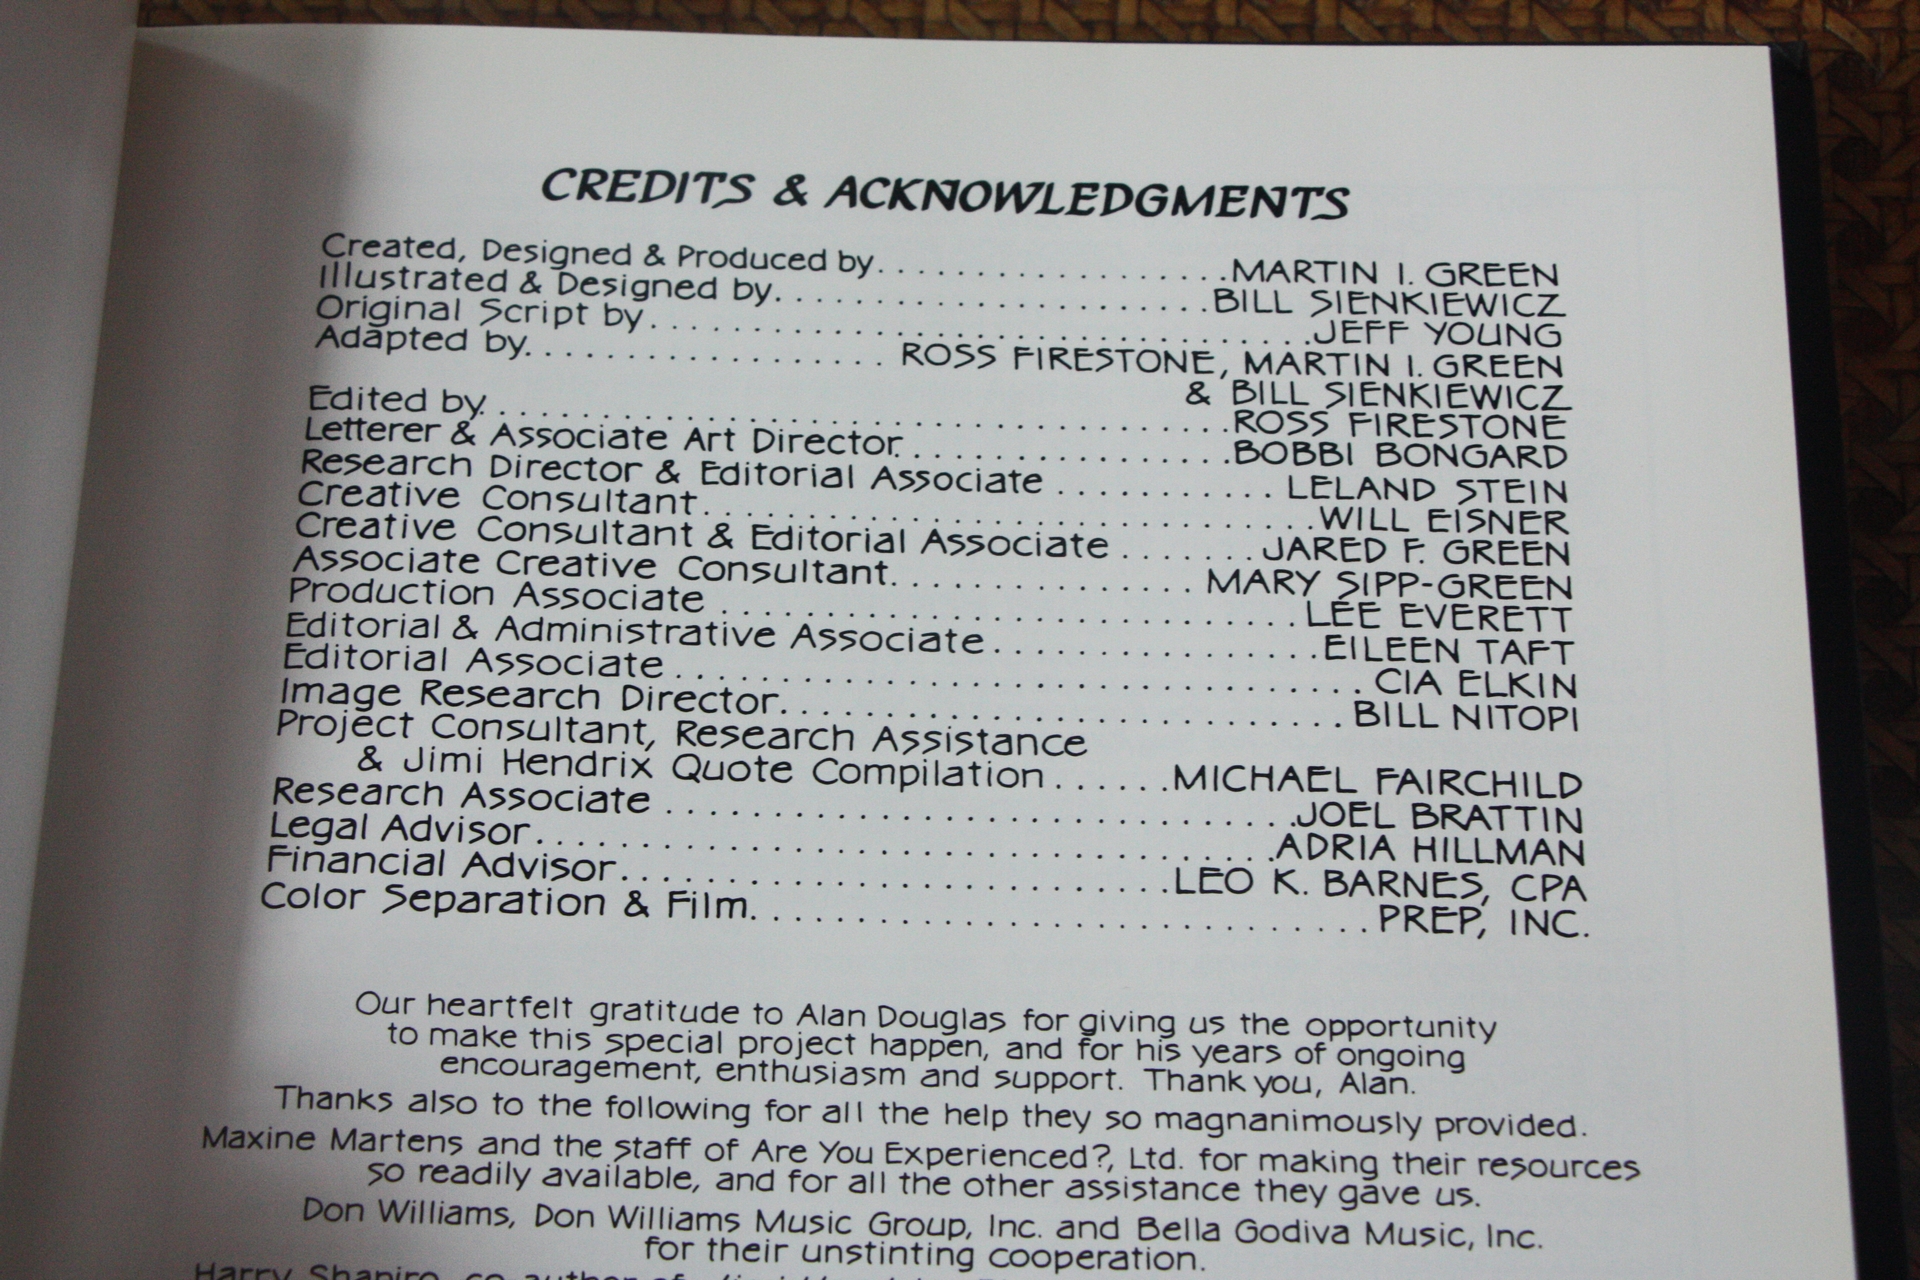 CREDITS & ACKNOWLEDGMENTS
Created, Designed & Produced by. . . . . . . . . . . . . . . . . .MARTIN I. GREEN
Illustrated & Designed by. . . . . . . . . . . . . . . . . . . . . .BILL SIENKIEWICZ
Original Script by. . . . . . . . . . . . . . . . . . . . . . . . . . . . . . . . .JEFF YOUNG
Adapted by. . . . . . . . . . . . . . . . . . ROSS FIRESTONE, MARTIN I. GREEN
& BILL SIENKIEWICZ
Edited by. . . . . . . . . . . . . . . . . . . . . . . . . . . . . . . . . . . . .ROSS FIRESTONE
Letterer & Associate Art Director. . . . . . . . . . . . . . . . .BOBBI BONGARD
Research Director & Editorial Associate . . . . . . . . . . . LELAND STEIN
Creative Consultant. . . . . . . . . . . . . . . . . . . . . . . . . . . . . . .WILL EISNER
Creative Consultant & Editorial Associate . . . . . . .JARED F. GREEN
Associate Creative Consultant. . . . . . . . . . . . . . . MARY SIPP-GREEN
Production Associate . . . . . . . . . . . . . . . . . . . . . . . . . . . . .LEE EVERETT
Editorial & Administrative Associate. . . . . . . . . . . . . . . . .EILEEN TAFT
Editorial Associate. . . . . . . . . . . . . . . . . . . . . . . . . . . . . . . . . . . CIA ELKIN
Image Research Director. . . . . . . . . . . . . . . . . . . . . . . . . . . . BILL NITOPI
Project Consultant, Research Assistance
& Jimi Hendrix Quote Compilation . . . . . .MICHAEL FAIRCHILD
Research Associate . . . . . . . . . . . . . . . . . . . . . . . . . . . . . . . .JOEL BRATTIN
Legal Advisor. . . . . . . . . . . . . . . . . . . . . . . . . . . . . . . . . . . . .ADRIA HILLMAN
Financial Advisor. . . . . . . . . . . . . . . . . . . . . . . . . . . .LEO K. BARNES, CPA
Color Separation & Film. . . . . . . . . . . . . . . . . . . . . . . . . . . . . . . PREP, INC.
Our heartfelt gratitude to Alan Douglas for giving us the opportunity
to make this special project happen, and for his years of ongoing
encouragement, enthusiasm and support. Thank you, Alan.
Thanks also to the following for all the help they so magnanimously provided.
Maxine Martens and the staff of Are You Experienced?, Ltd. for making their resources
so readily available, and for all the other assistance they gave us.
Don Williams, Don Williams Music Group, Inc. and Bella Godiva Music, Inc.
for their unstinting cooperation.
Harry Shapiro, co-author of